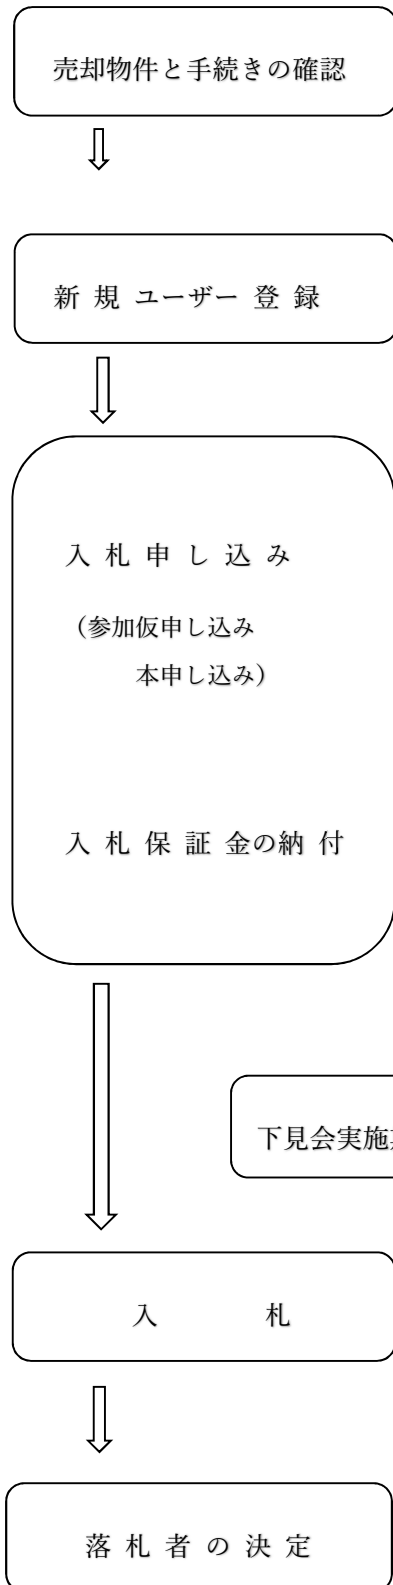 売却物件と手続きの確認
新 規 ユーザー 登 録
入 札 申 し 込 み
（参加仮申し込み
本申し込み）
入 札 保 証 金の納 付
下見会実施
入 札
落 札 者 の 決 定